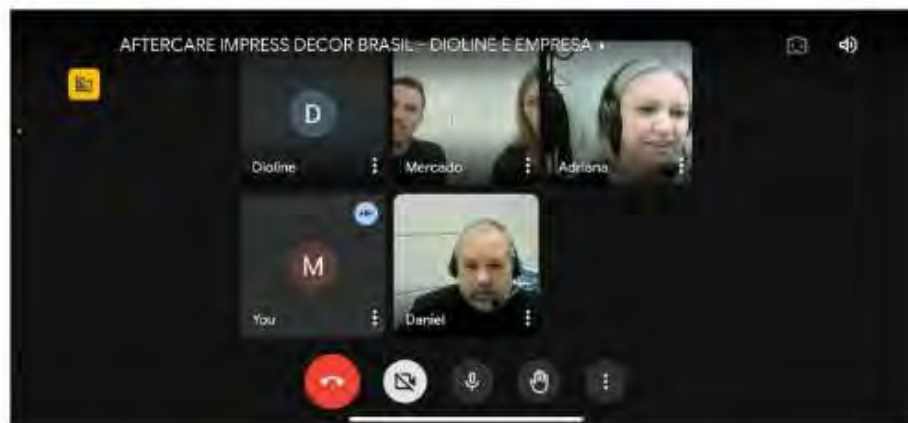 AFTERCARE IMPRESS DECOR BRASIL - DIOLINE E EMPRESA
D
Dioline
Mercado
Adriana
M
You
Daniel